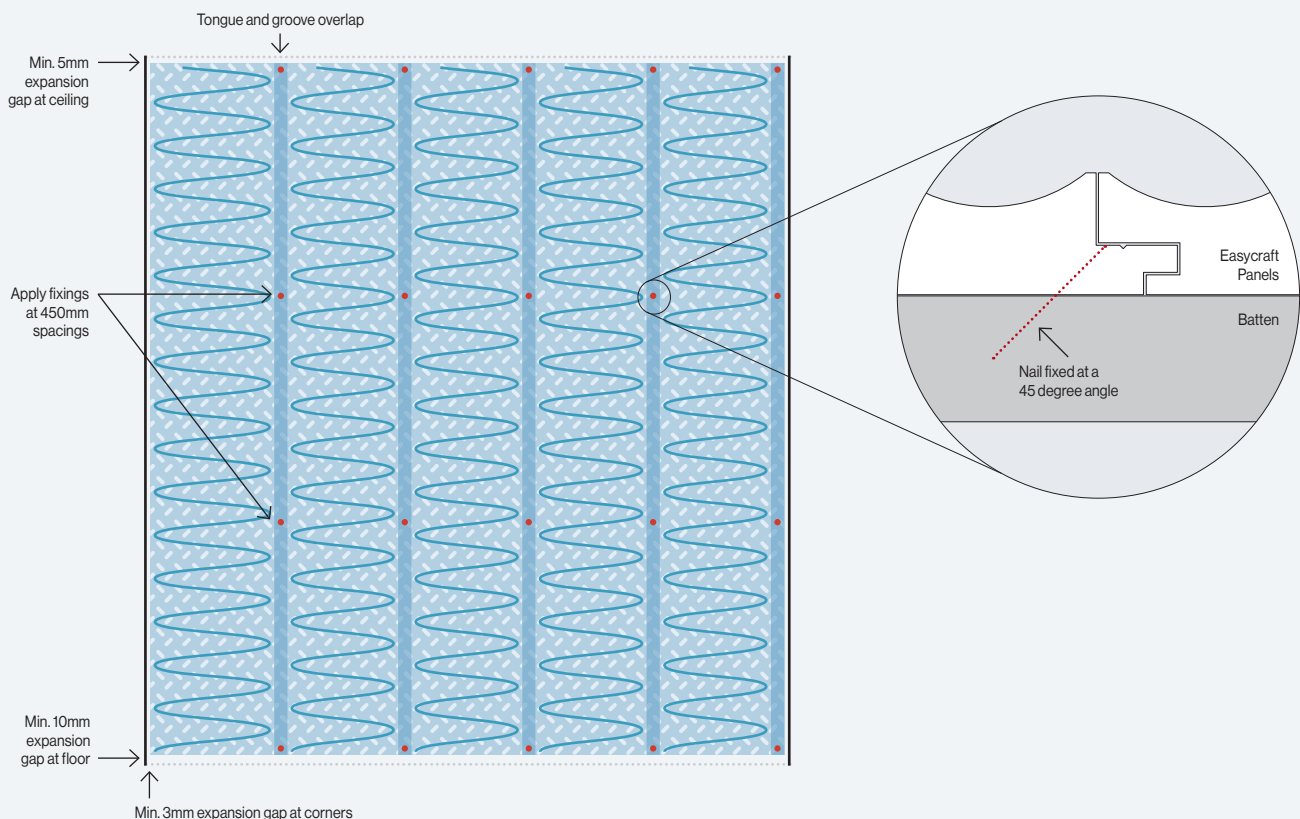 Tongue and groove overlap
Min. 5mm
expansion
gap at ceiling
Apply fixings
at 450mm
spacings
Easycraft
Panels
Batten
Nail fixed at a
45 degree angle
Min. 10mm
expansion
gap at floor
Min. 3mm expansion gap at corners